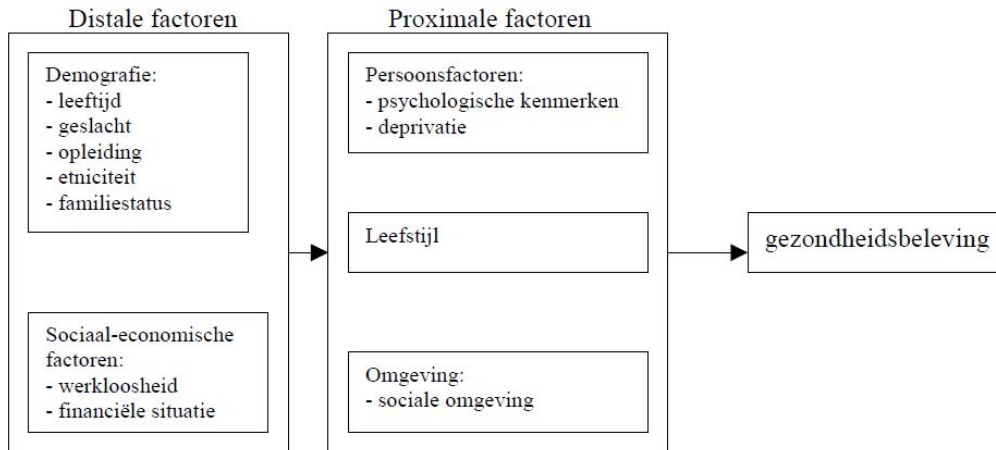 Distale factoren
Demografie:
- leeftijd
- geslacht
- opleiding
- etniciteit
- familiestatus
Sociaal-economische
factoren:
- werkloosheid
- financiële situatie
Proximale factoren
Persoonsfactoren:
- psychologische kenmerken
- deprivatie
Leefstijl
Omgeving:
- sociale omgeving
gezondheidsbeleving